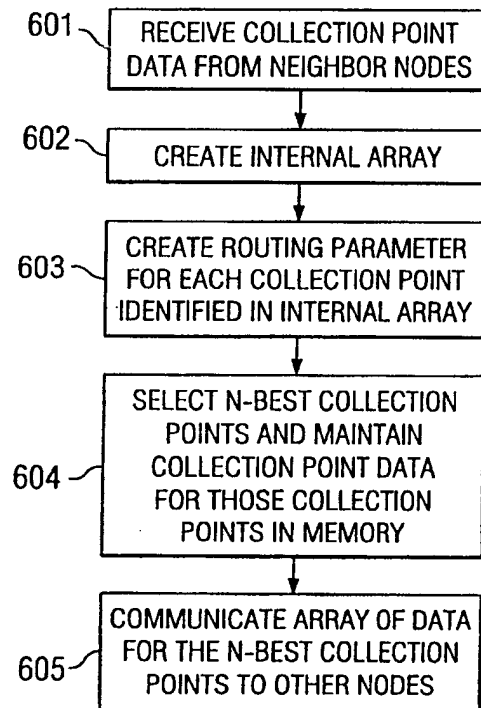 601
RECEIVE COLLECTION POINT
DATA FROM NEIGHBOR NODES
602
CREATE INTERNAL ARRAY
603
CREATE ROUTING PARAMETER
FOR EACH COLLECTION POINT
IDENTIFIED IN INTERNAL ARRAY
604
SELECT N-BEST COLLECTION
POINTS AND MAINTAIN
COLLECTION POINT DATA
FOR THOSE COLLECTION
POINTS IN MEMORY
605
COMMUNICATE ARRAY OF DATA
FOR THE N-BEST COLLECTION
POINTS TO OTHER NODES